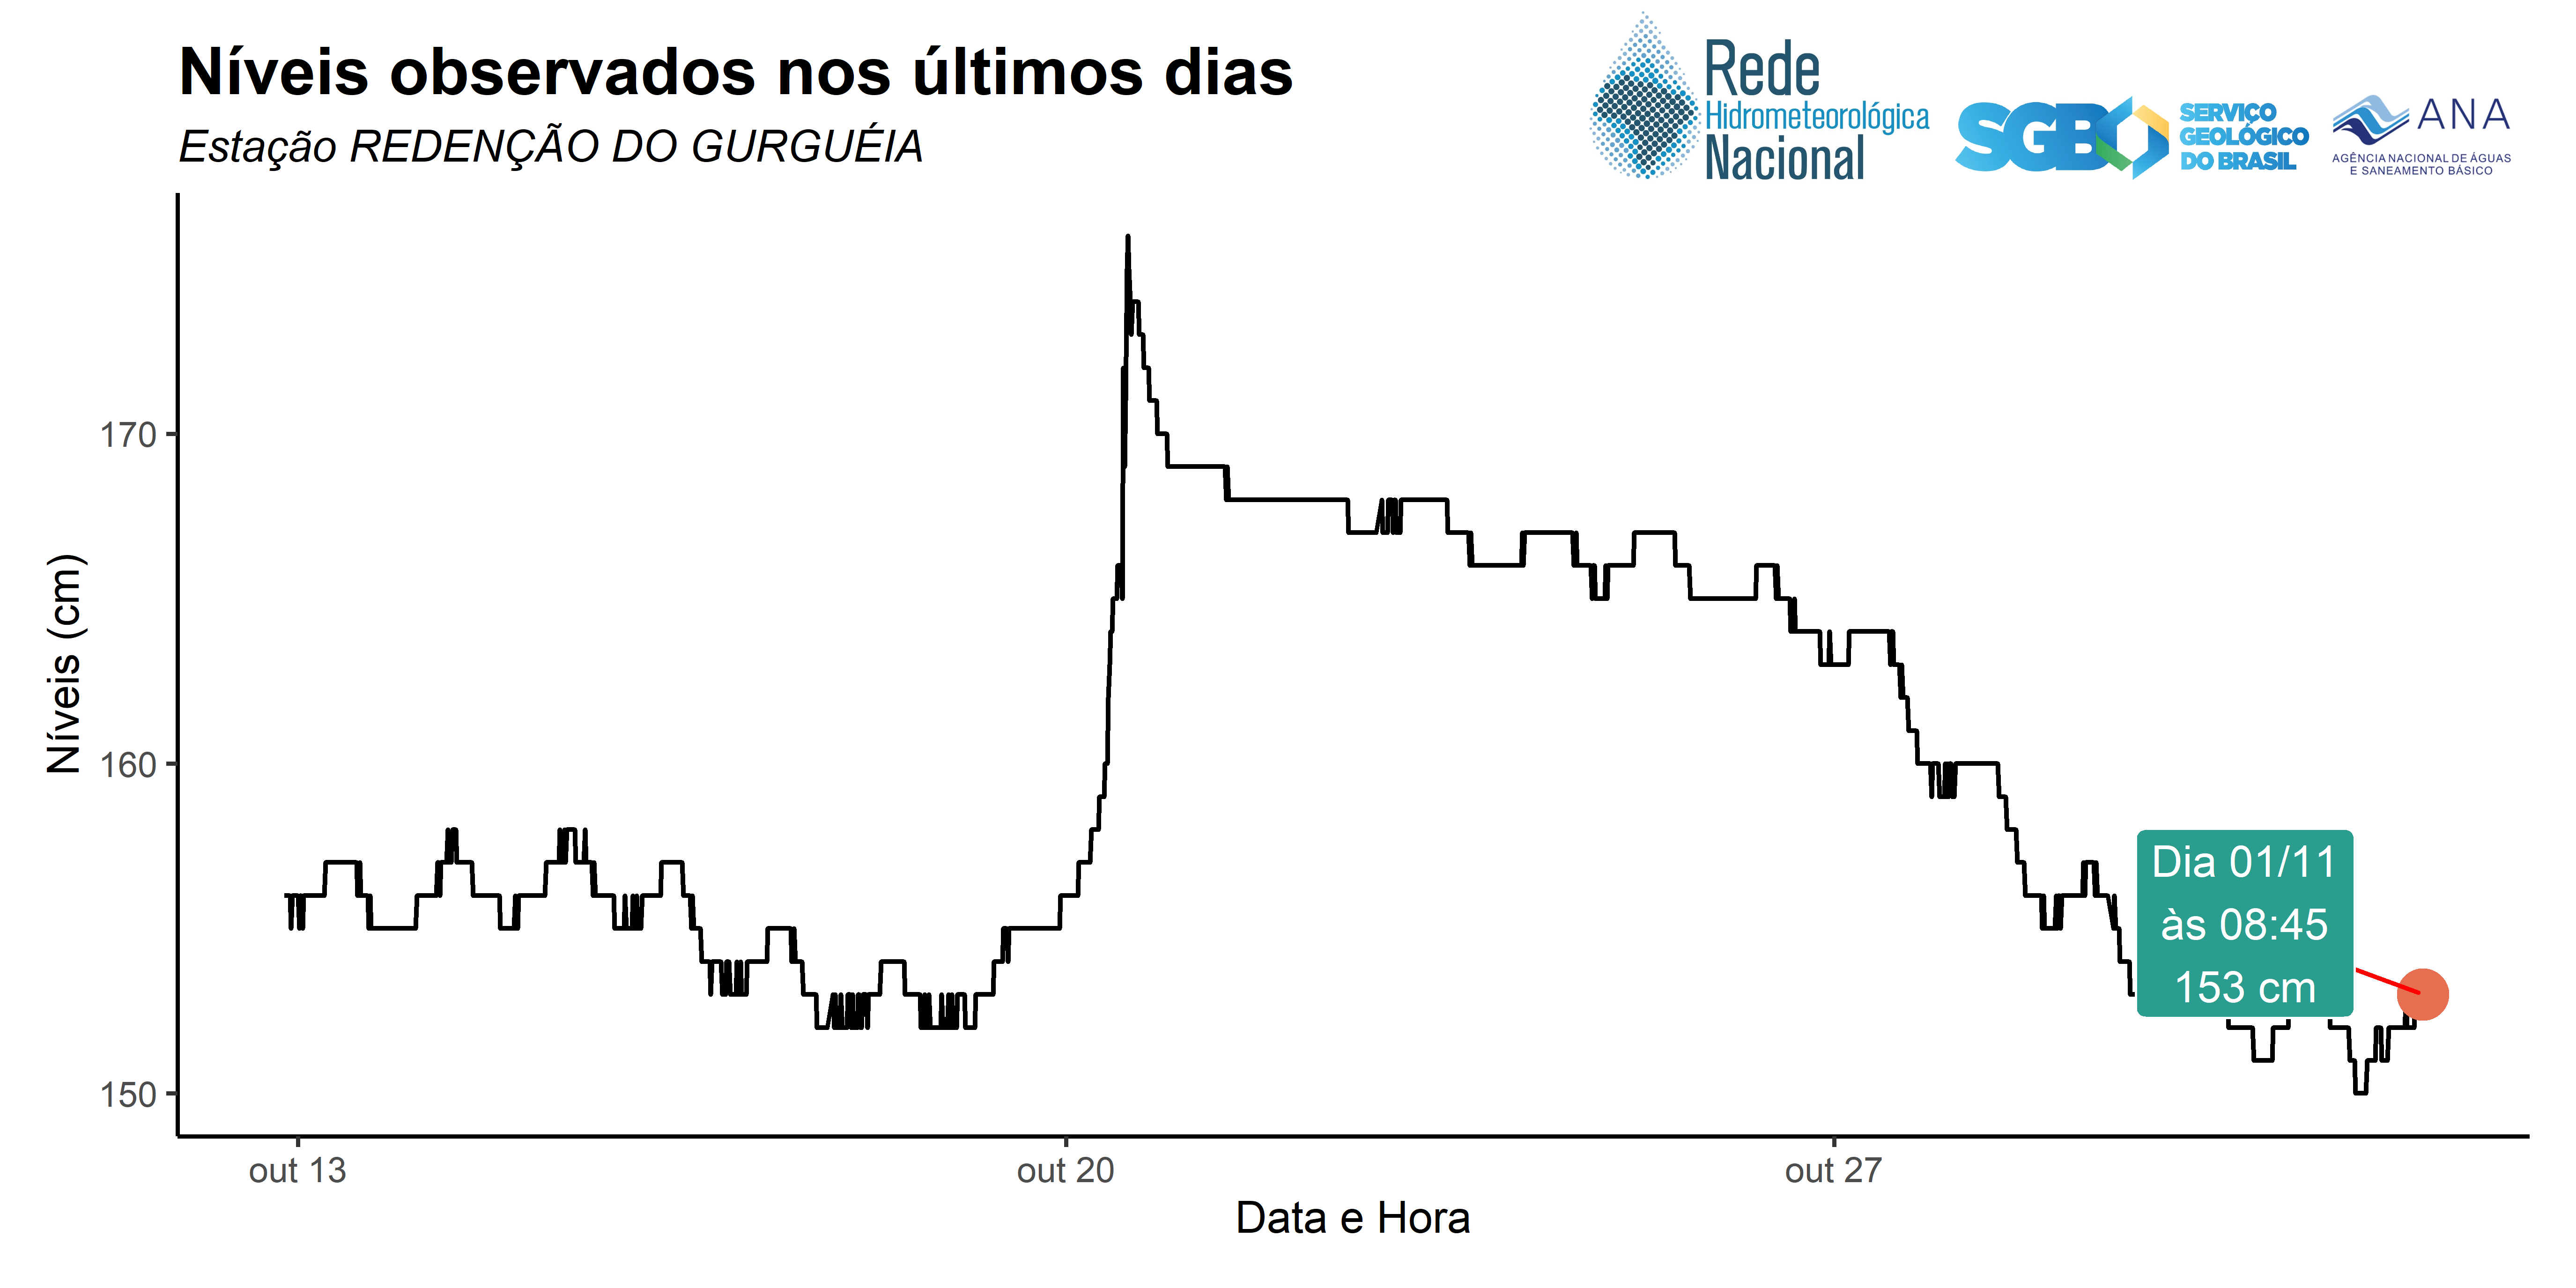 Níveis observados nos últimos dias
Estação REDENÇÃO DO GURGUÉIA
Rede
Hidrometeorológica
Nacional
SGB
SERVIÇO
GEOLÓGICO
DO BRASIL
ANA
AGÊNCIA NACIONAL DE ÁGUAS
E SANEAMENTO BÁSICO
Níveis (cm)
170
160
150
Dia 01/11
às 08:45
153 cm
out 13
out 20
out 27
Data e Hora